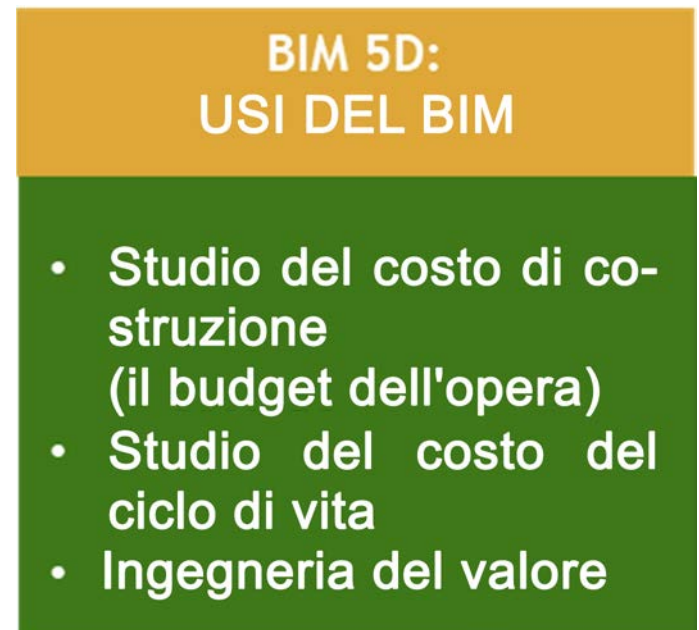 BIM 5D:
USI DEL BIM
• Studio del costo di co-
struzione
(il budget dell'opera)
• Studio del costo del
ciclo di vita
• Ingegneria del valore